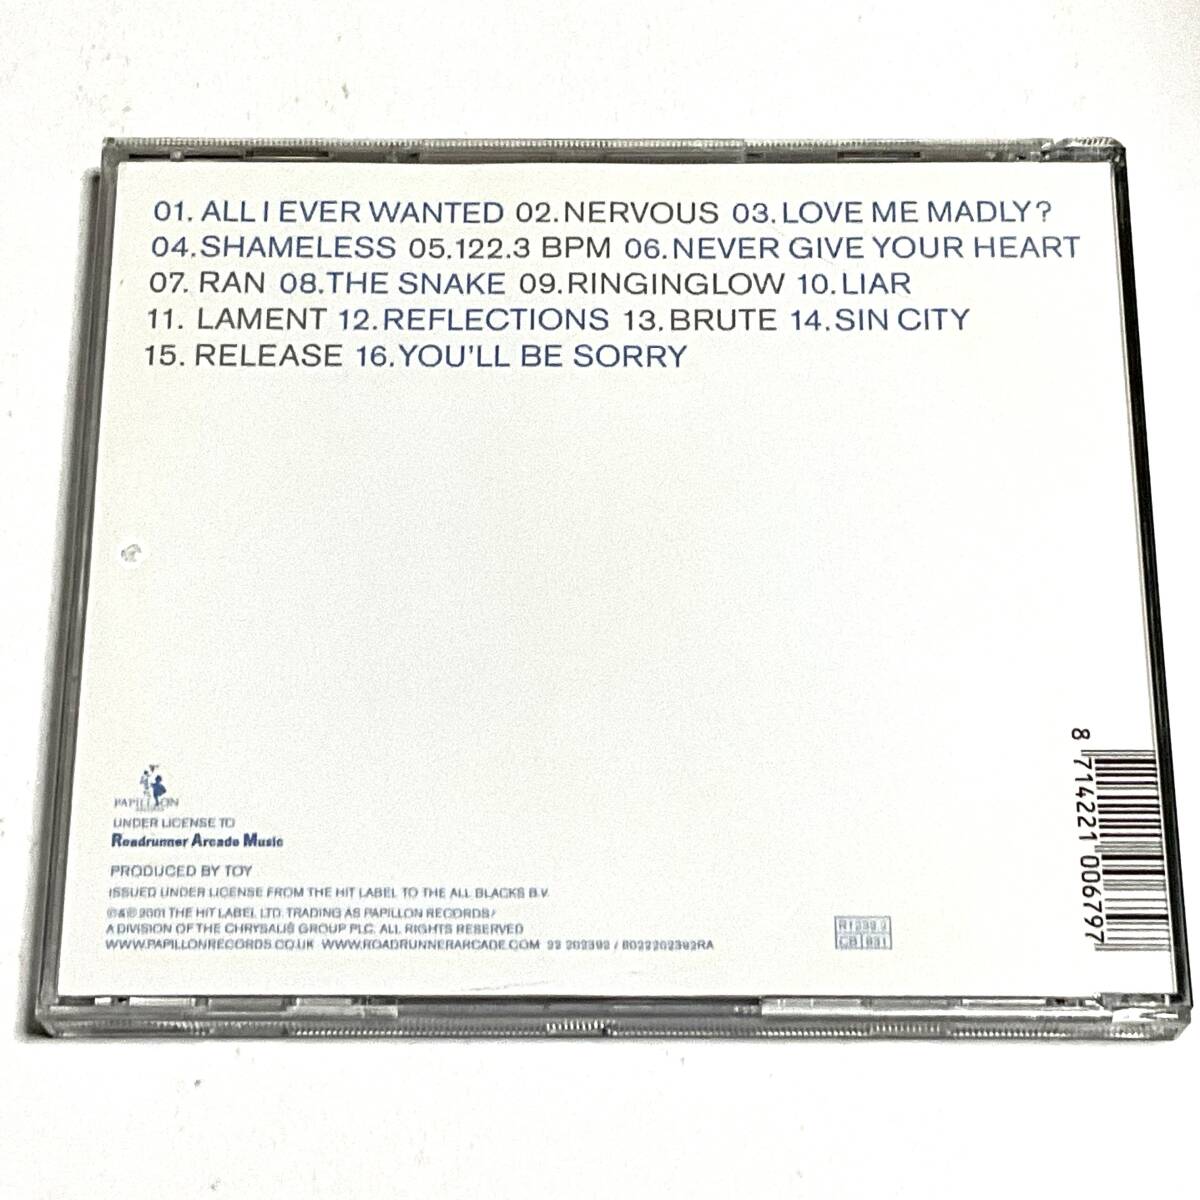 01. ALL I EVER WANTED 02.NERVOUS 03.LOVE ME MADLY?
04.SHAMELESS 05.122.3 BPM 06.NEVER GIVE YOUR HEART
07. RAN 08.THE SNAKE 09.RINGINGLOW 10.LIAR
11. LAMENT 12.REFLECTIONS 13.BRUTE 14.SIN CITY
15. RELEASE 16.YOU'LL BE SORRY
PAPILLON
UNDER LICENSE TO
Roadrunner Arcade Music
PRODUCED BY TOY
ISSUED UNDER LICENSE FROM THE HIT LABEL TO THE ALL BLACKS B.V.
©&℗ 2001 THE HIT LABEL LTD. TRADING AS PAPILLON RECORDS/
A DIVISION OF THE CHRYSALIS GROUP PLC. ALL RIGHTS RESERVED
WWW.PAPILLONRECORDS.CO.UK WWW.ROADRUNNERARCADE.COM
8 714221 006797